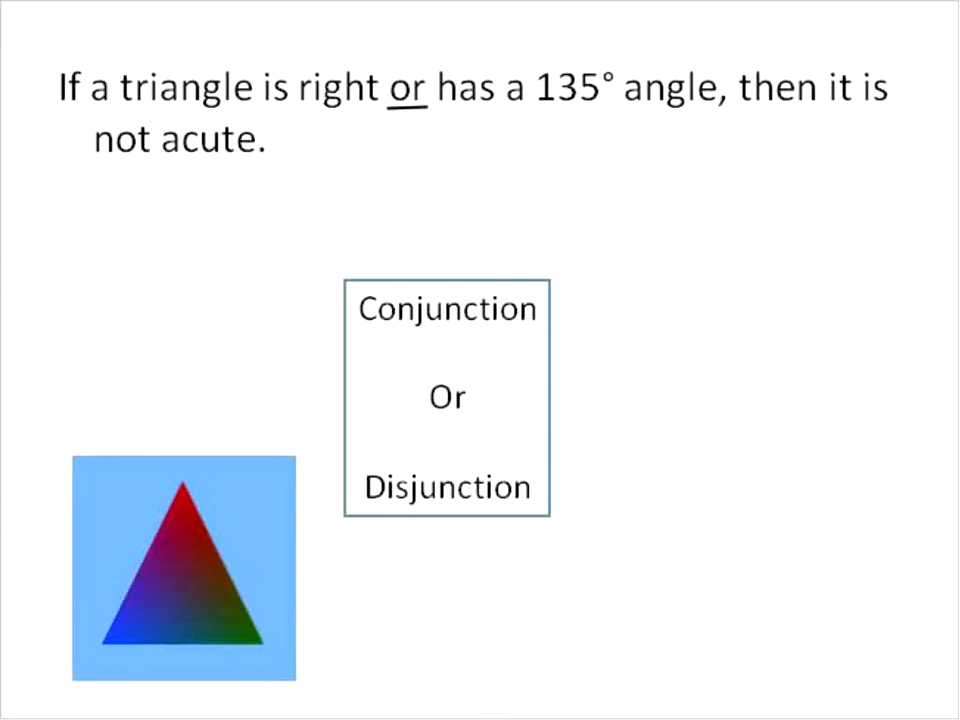 If a triangle is right or has a 135° angle, then it is
not acute.
Conjunction
Or
Disjunction